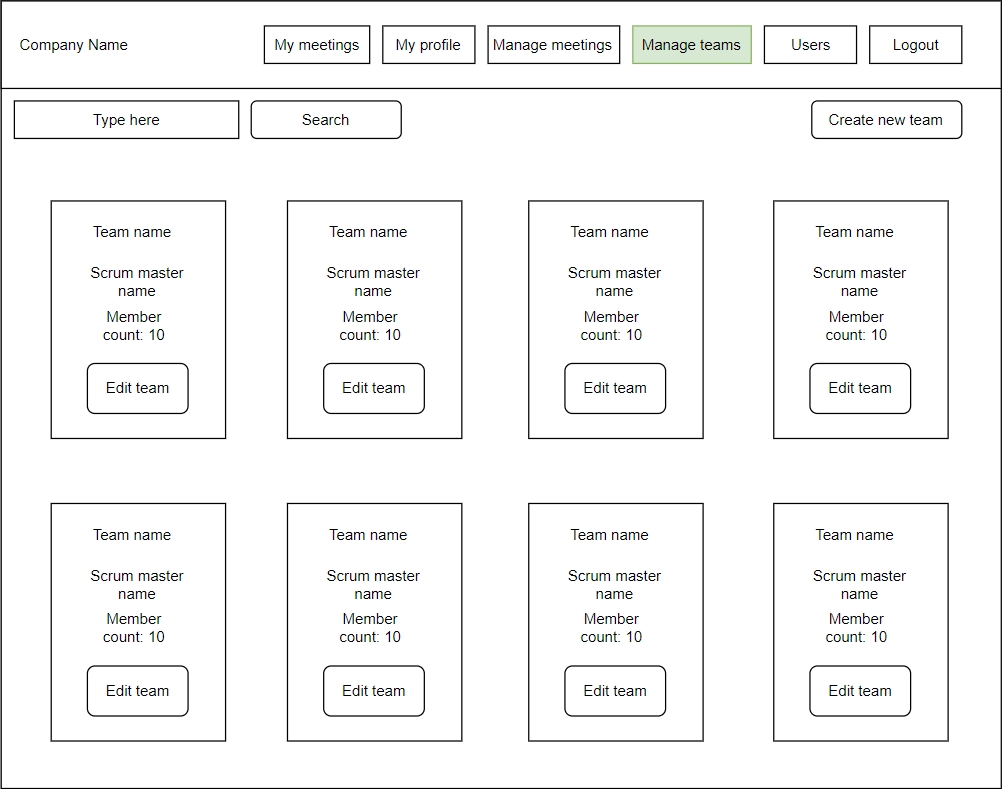 Company Name
My meetings
My profile
Manage meetings
Manage teams
Users
Logout
Type here
Search
Create new team
Team name
Scrum master
name
Member
count: 10
Edit team
Team name
Scrum master
name
Member
count: 10
Edit team
Team name
Scrum master
name
Member
count: 10
Edit team
Team name
Scrum master
name
Member
count: 10
Edit team
Team name
Scrum master
name
Member
count: 10
Edit team
Team name
Scrum master
name
Member
count: 10
Edit team
Team name
Scrum master
name
Member
count: 10
Edit team
Team name
Scrum master
name
Member
count: 10
Edit team